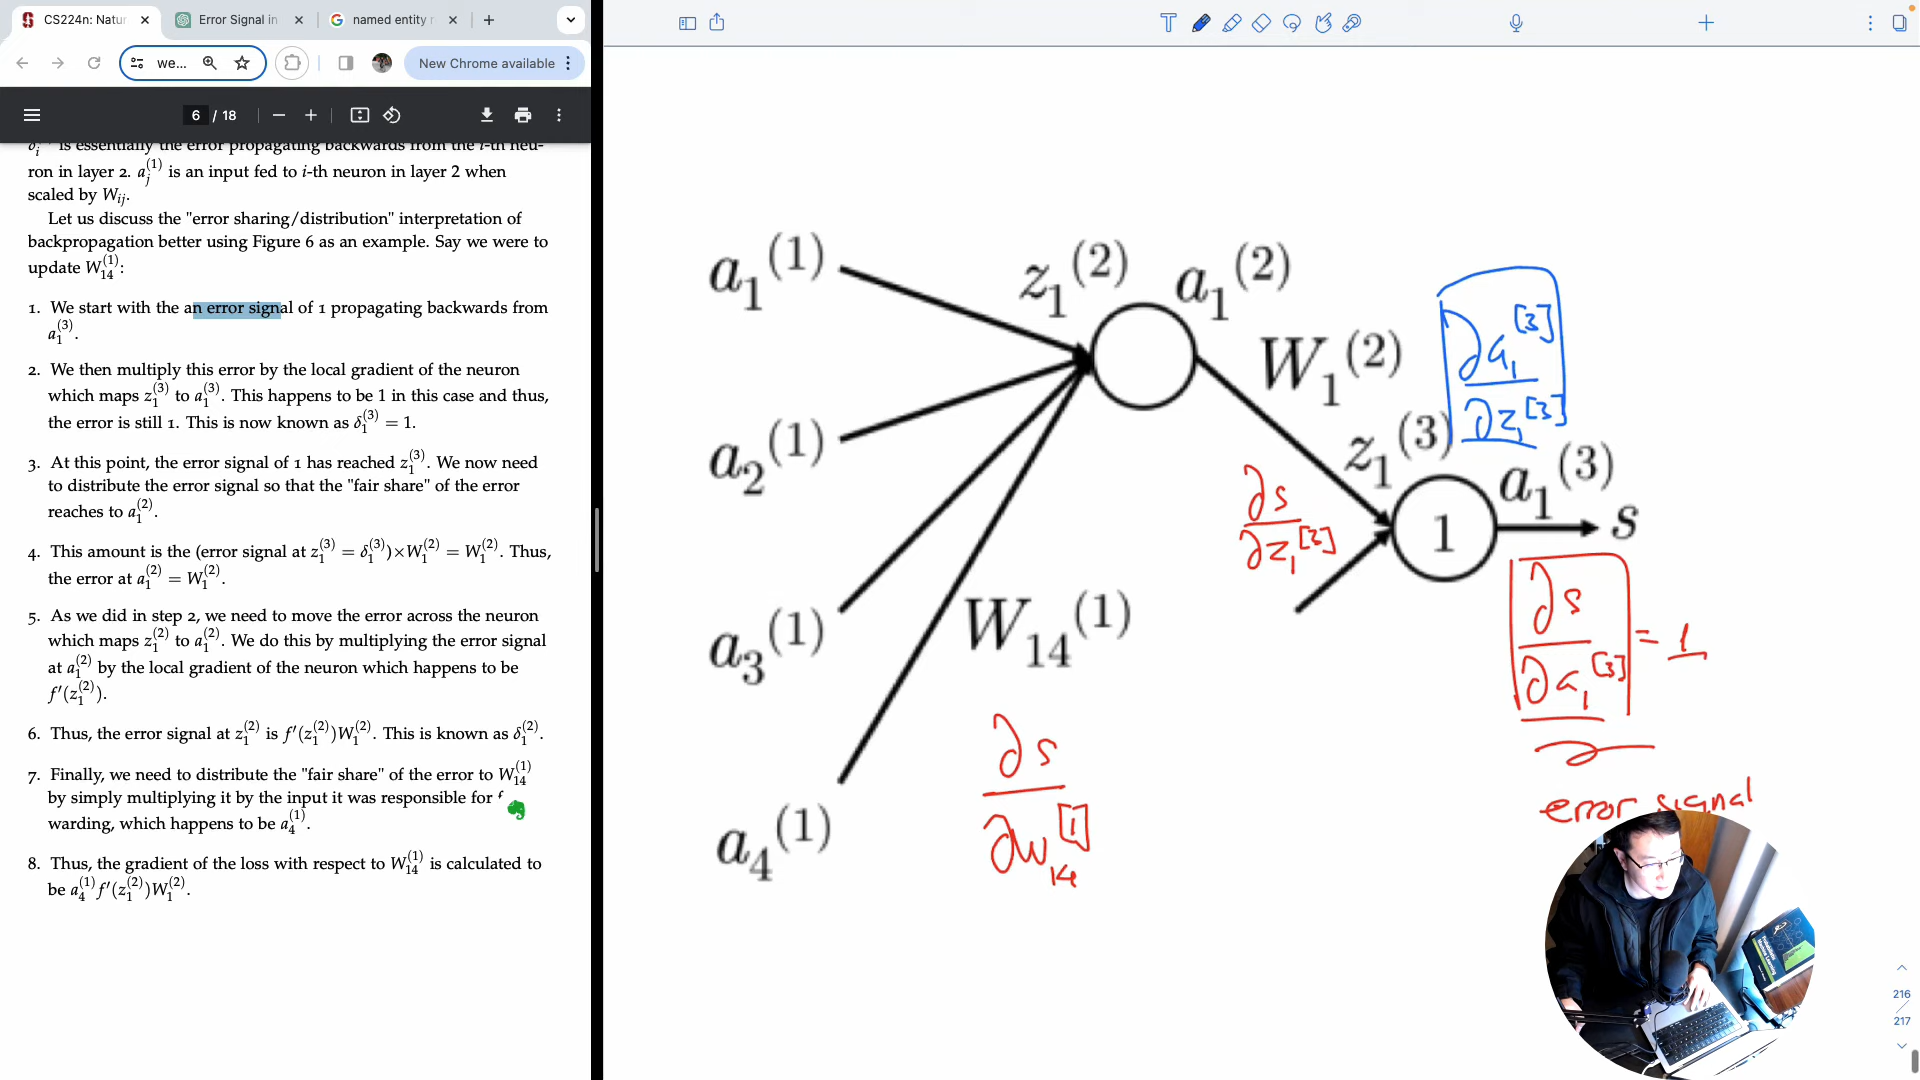 CS224n: Natur
Error Signal in
named entity r
we...
New Chrome available
6 / 18
is essentially the error propagating backwards from the i-th neu-
ron in layer 2. a_j^(1) is an input fed to i-th neuron in layer 2 when
scaled by W_ij.
Let us discuss the "error sharing/distribution" interpretation of
backpropagation better using Figure 6 as an example. Say we were to
update W_14^(1):
1. We start with the an error signal of 1 propagating backwards from
a_1^(3).
2. We then multiply this error by the local gradient of the neuron
which maps z_1^(3) to a_1^(3). This happens to be 1 in this case and thus,
the error is still 1. This is now known as δ_1^(3) = 1.
3. At this point, the error signal of 1 has reached z_1^(3). We now need
to distribute the error signal so that the "fair share" of the error
reaches to a_1^(2).
4. This amount is the (error signal at z_1^(3) = δ_1^(3))×W_1^(2) = W_1^(2). Thus,
the error at a_1^(2) = W_1^(2).
5. As we did in step 2, we need to move the error across the neuron
which maps z_1^(2) to a_1^(2). We do this by multiplying the error signal
at a_1^(2) by the local gradient of the neuron which happens to be
f′(z_1^(2)).
6. Thus, the error signal at z_1^(2) is f′(z_1^(2))W_1^(2). This is known as δ_1^(2).
7. Finally, we need to distribute the "fair share" of the error to W_14^(1)
by simply multiplying it by the input it was responsible for f
warding, which happens to be a_4^(1).
8. Thus, the gradient of the loss with respect to W_14^(1) is calculated to
be a_4^(1) f′(z_1^(2))W_1^(2).
a_1^(1)
z_1^(2)
a_1^(2)
W_1^(2)
∂a_1^[3]
∂z_1^[3]
a_2^(1)
z_1^(3)
a_1^(3)
∂s
∂z_1^[3]
1
s
a_3^(1)
W_14^(1)
∂s
∂a_1^[3]
= 1
∂s
∂w_14^[1]
error signal
a_4^(1)
216
217